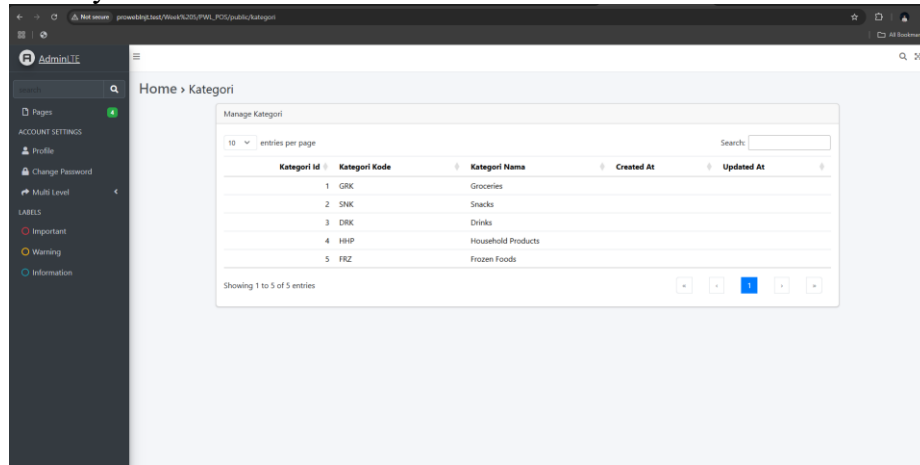 Not secure proweblnjt.test/Week%205/PWL_POS/public/kategori
All Bookmar
AdminLTE
search
Home › Kategori
Pages 4
ACCOUNT SETTINGS
Profile
Change Password
Multi Level
LABELS
Important
Warning
Information
Manage Kategori
10 entries per page Search:
Kategori Id Kategori Kode Kategori Nama Created At Updated At
1 GRK Groceries
2 SNK Snacks
3 DRK Drinks
4 HHP Household Products
5 FRZ Frozen Foods
Showing 1 to 5 of 5 entries « ‹ 1 › »